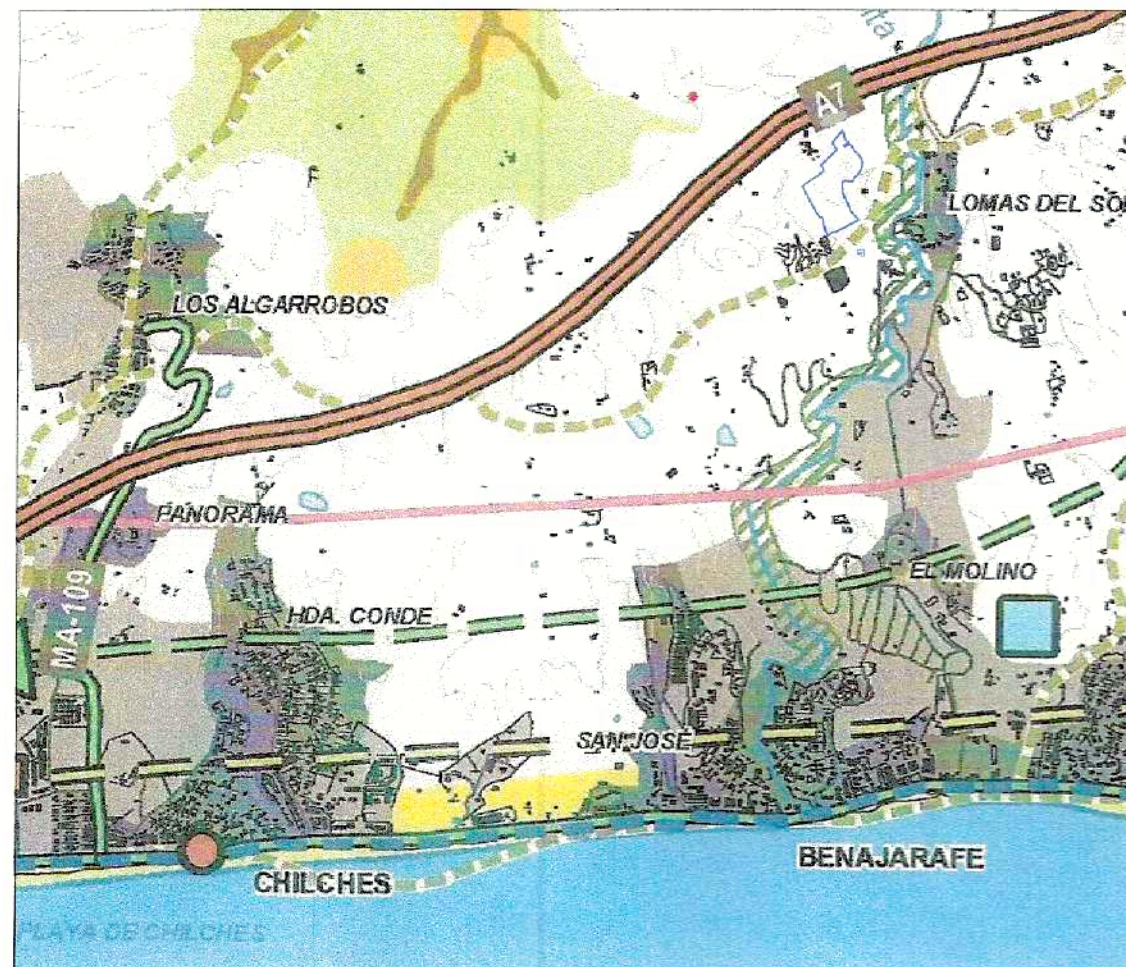 A7
LOMAS DEL SO
LOS ALGARROBOS
PANORAMA
MA-109
EL MOLINO
HDA. CONDE
SAN JOSE
BENAJARAFE
CHILCHES
PLAYA DE CHILCHES